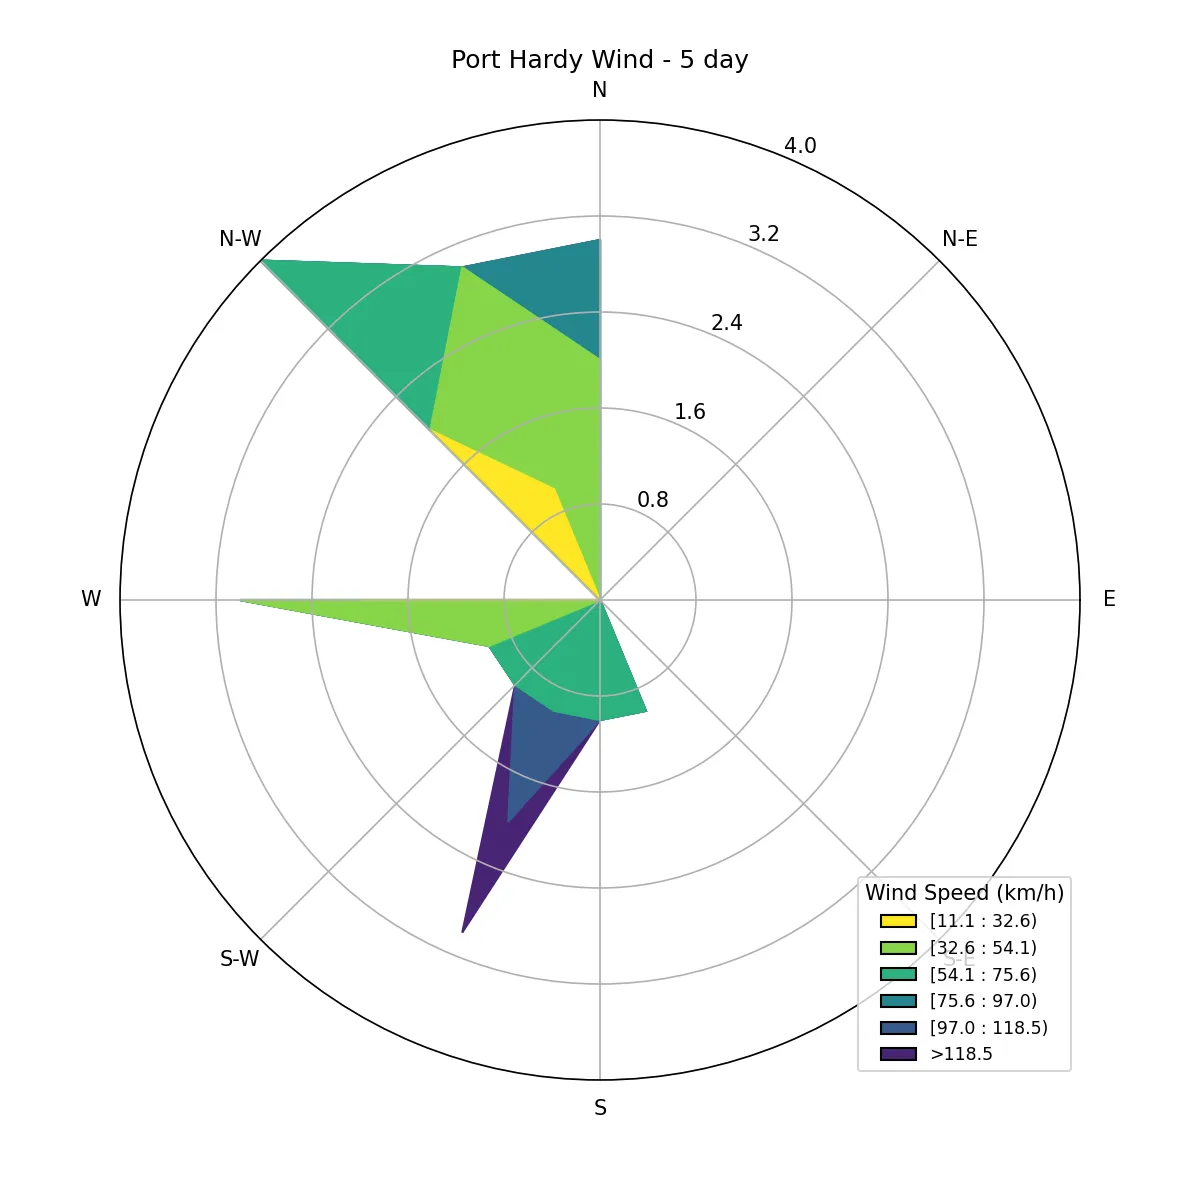 Port Hardy Wind - 5 day
N
4.0
N-W
3.2
N-E
2.4
1.6
0.8
W
E
Wind Speed (km/h)
[11.1 : 32.6)
[32.6 : 54.1)
S-W
S-E
[54.1 : 75.6)
[75.6 : 97.0)
[97.0 : 118.5)
>118.5
S